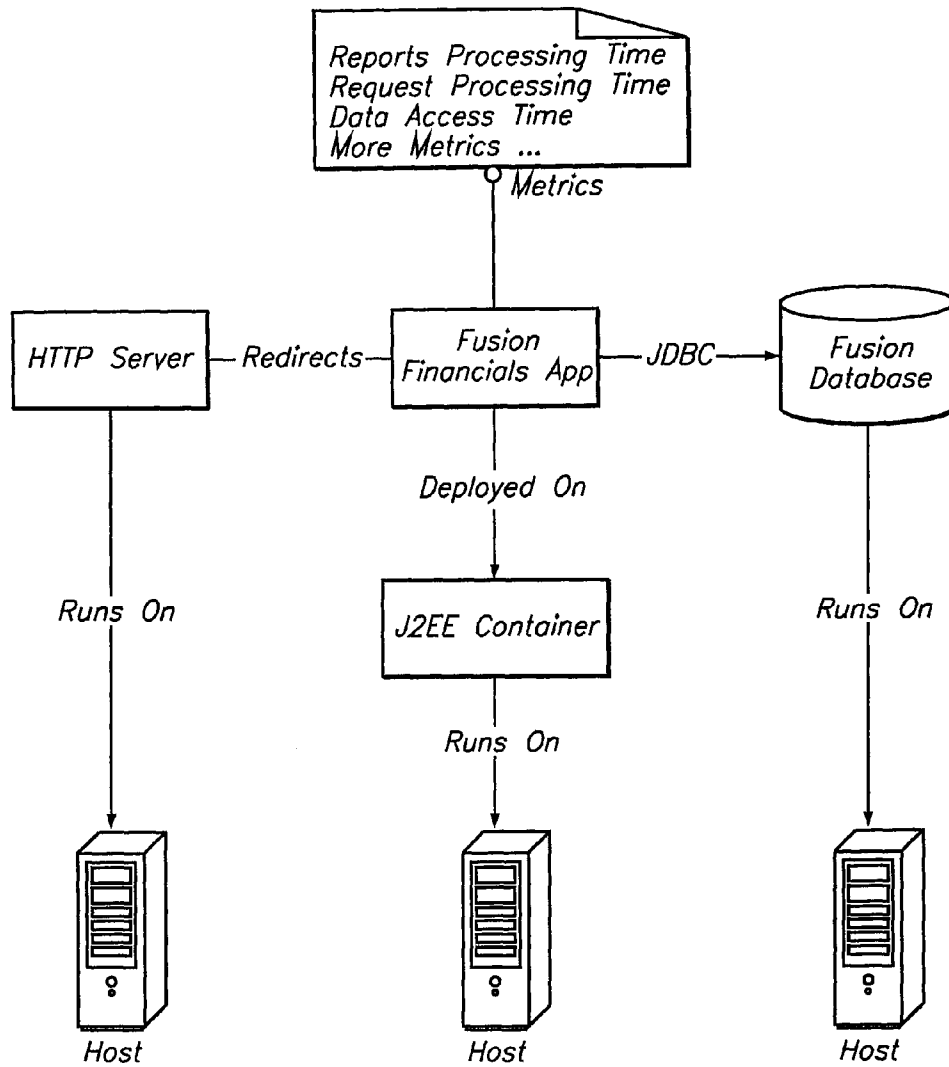 Reports Processing Time
Request Processing Time
Data Access Time
More Metrics ...
Metrics
HTTP Server
Redirects
Fusion
Financials App
JDBC
Fusion
Database
Deployed On
Runs On
J2EE Container
Runs On
Runs On
Host
Host
Host